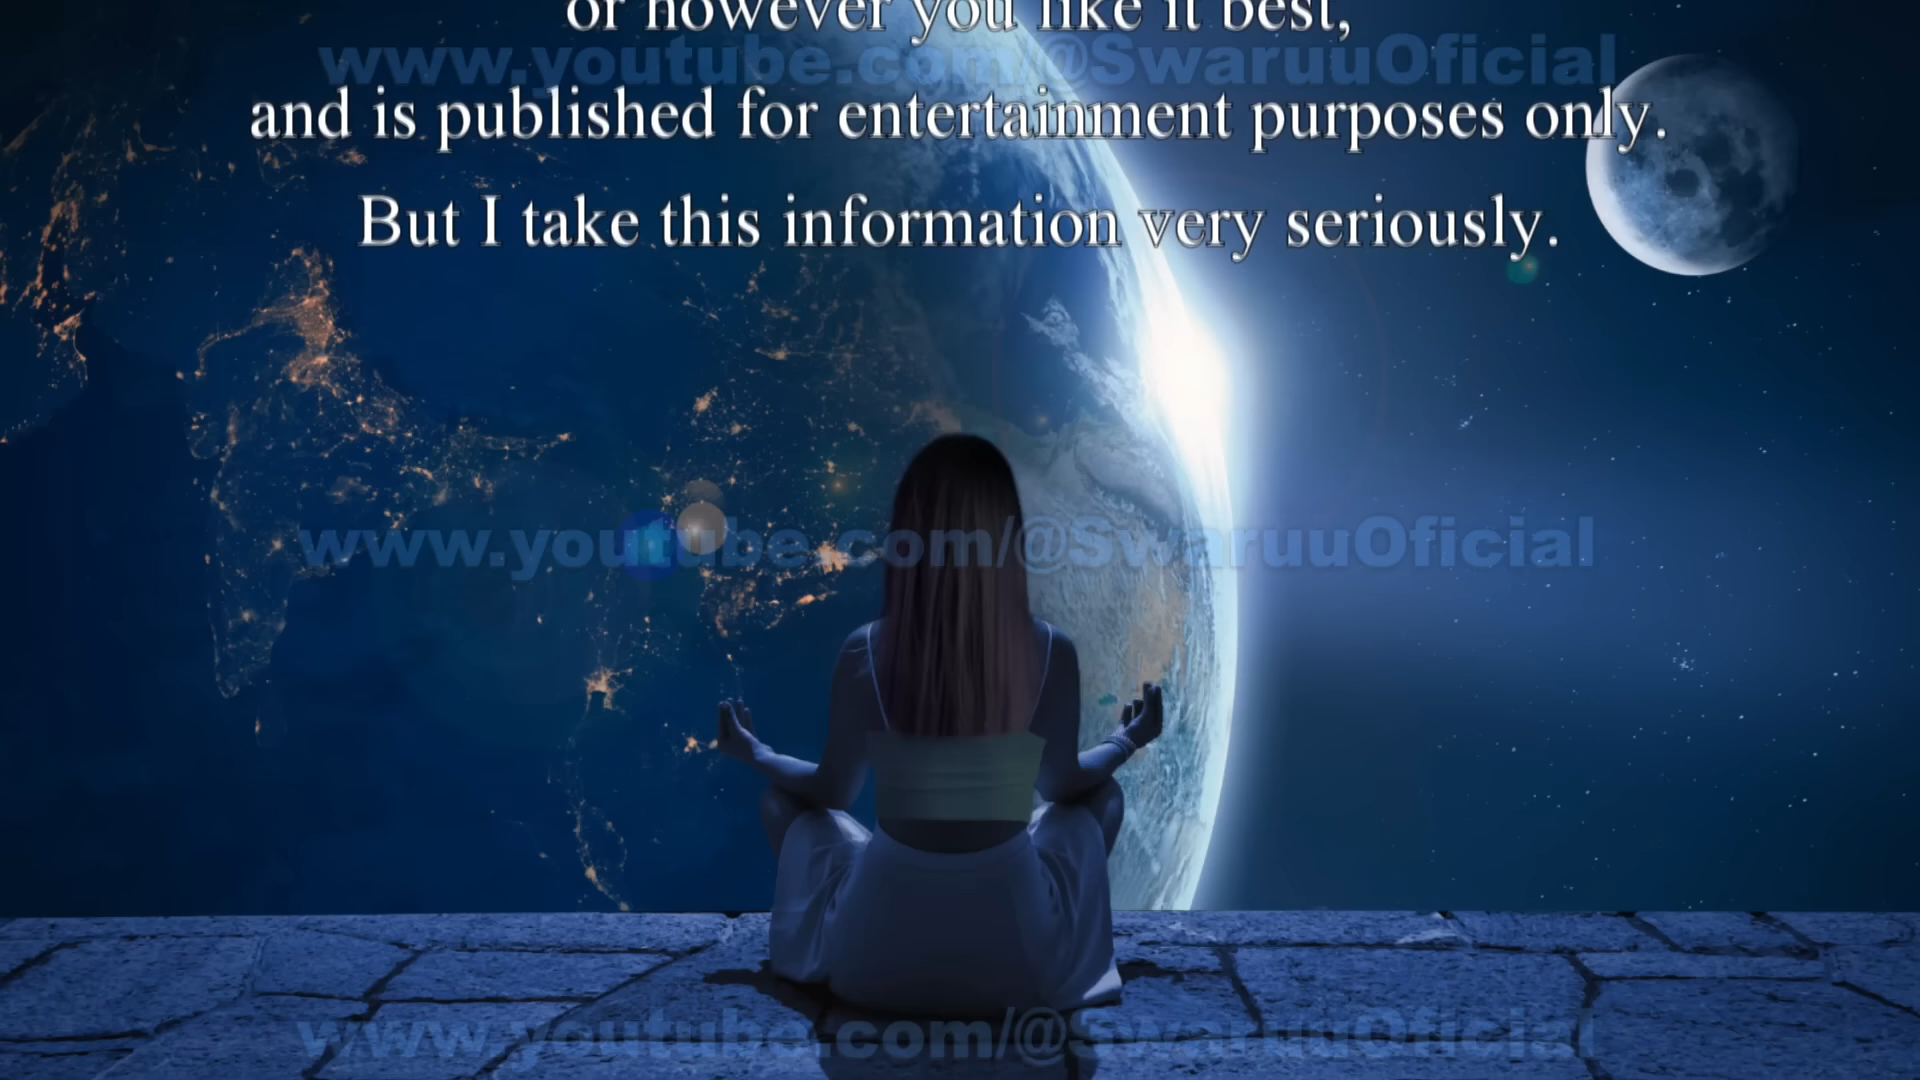 or however you like it best,
www.youtube.com/@SwaruuOficial
and is published for entertainment purposes only.
But I take this information very seriously.
www.youtube.com/@SwaruuOficial
www.youtube.com/@SwaruuOficial